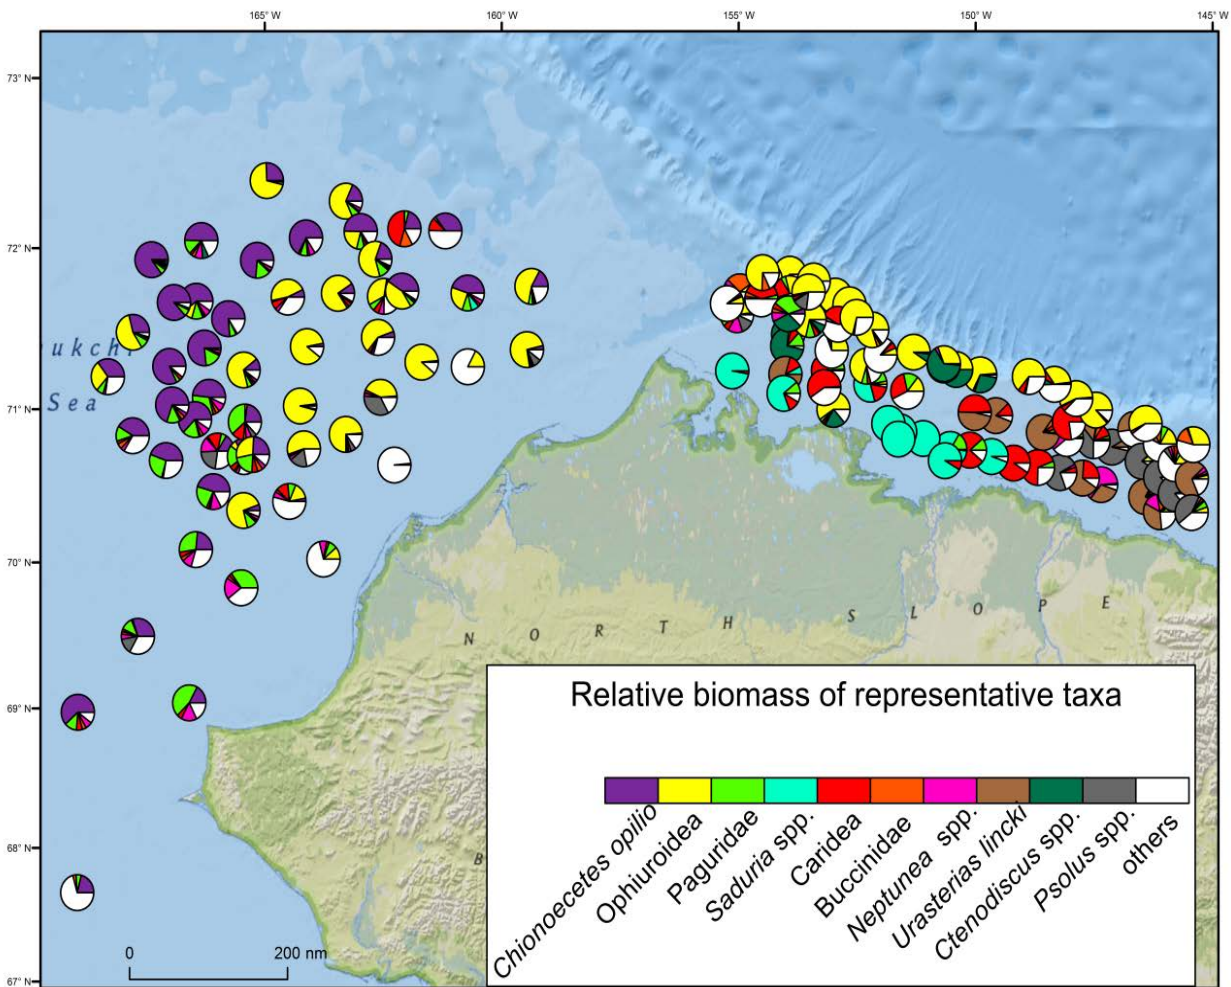 165° W 160° W 155° W 150° W 145° W
73° N
72° N
71° N
70° N
69° N
68° N
67° N
ukchi
Sea
N O R T H S L O P E
B
0 200 nm
Relative biomass of representative taxa
Chionoecetes opilio
Ophiuroidea
Paguridae
Saduria spp.
Caridea
Buccinidae
Neptunea spp.
Urasterias lincki
Ctenodiscus spp.
Psolus spp.
others